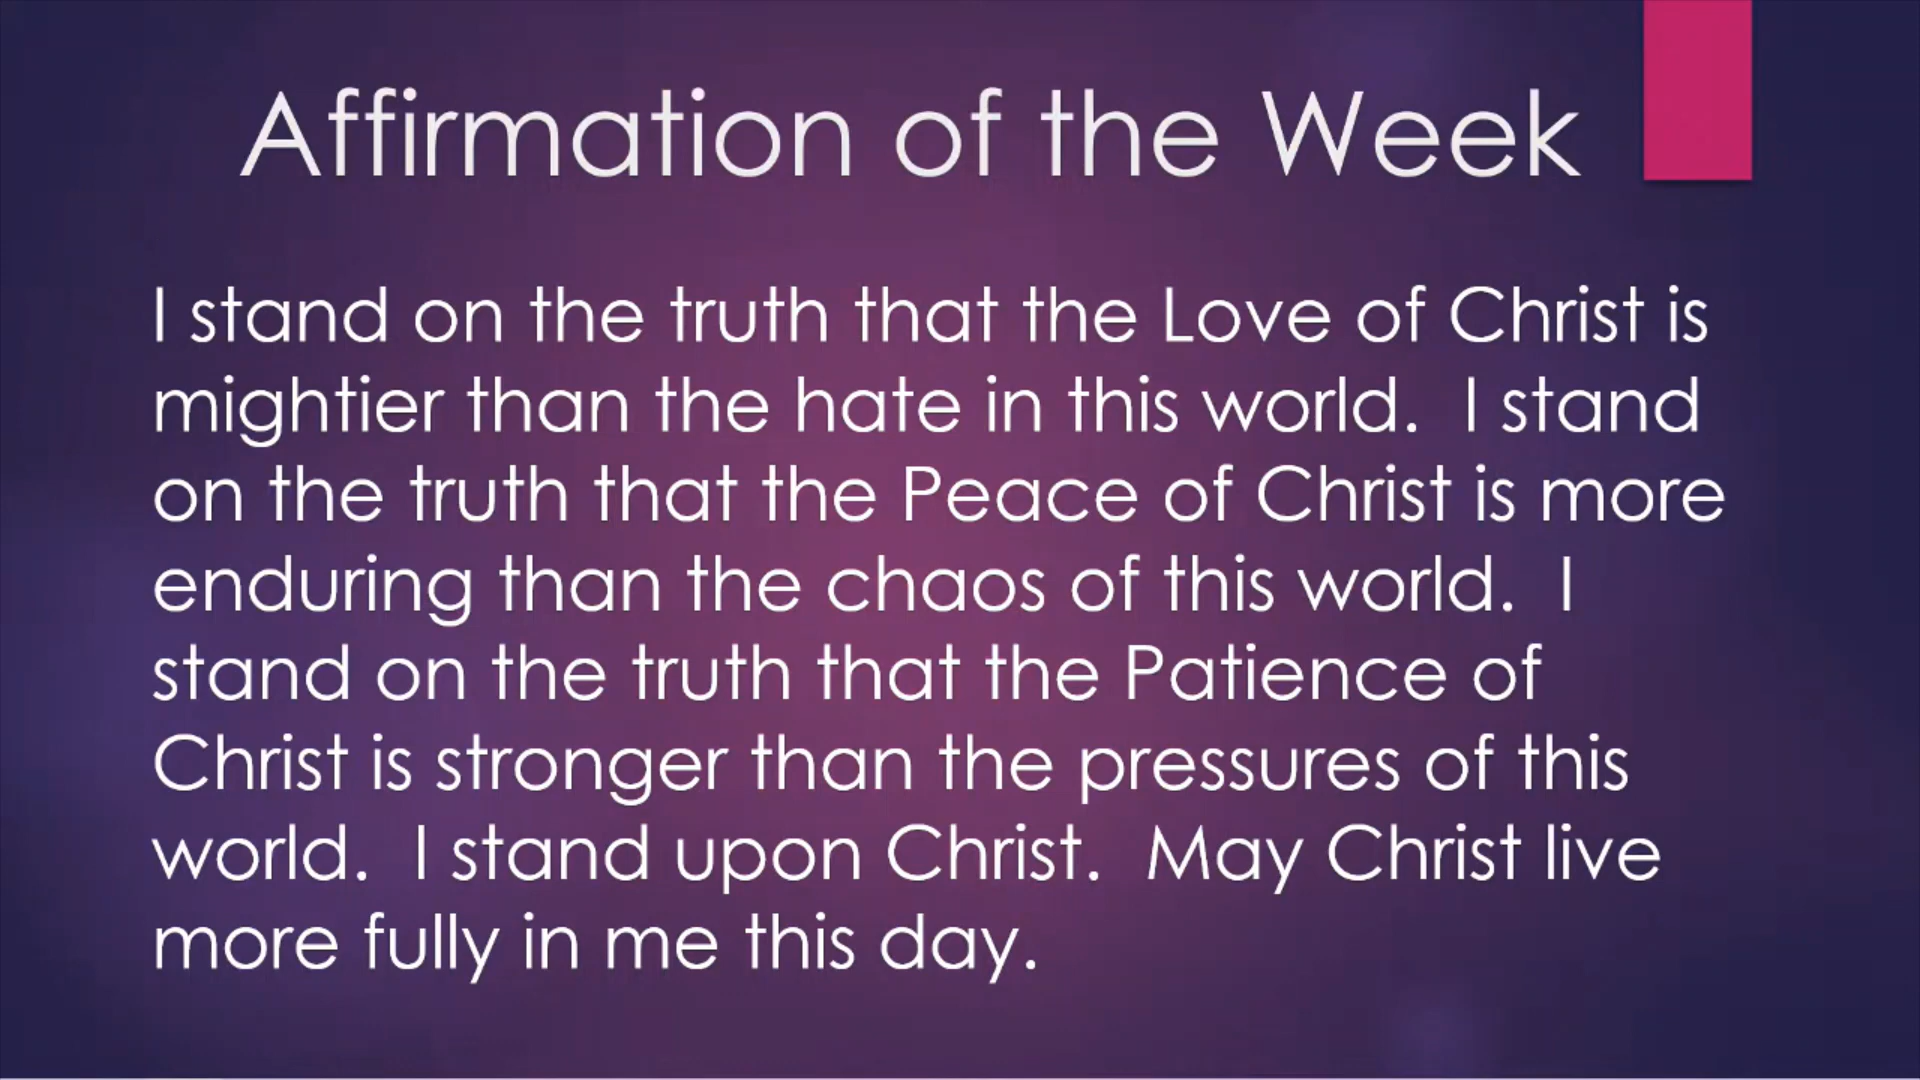 Affirmation of the Week
I stand on the truth that the Love of Christ is
mightier than the hate in this world.  I stand
on the truth that the Peace of Christ is more
enduring than the chaos of this world.  I
stand on the truth that the Patience of
Christ is stronger than the pressures of this
world.  I stand upon Christ.  May Christ live
more fully in me this day.